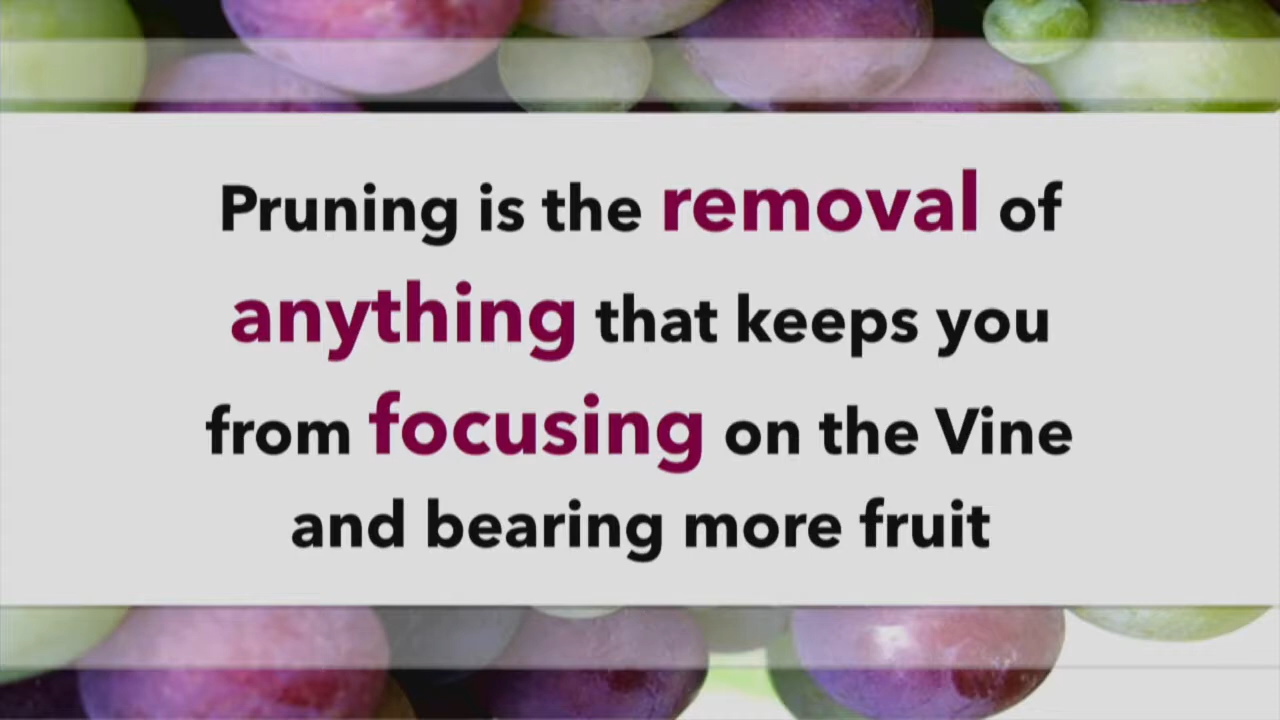 Pruning is the removal of
anything that keeps you
from focusing on the Vine
and bearing more fruit